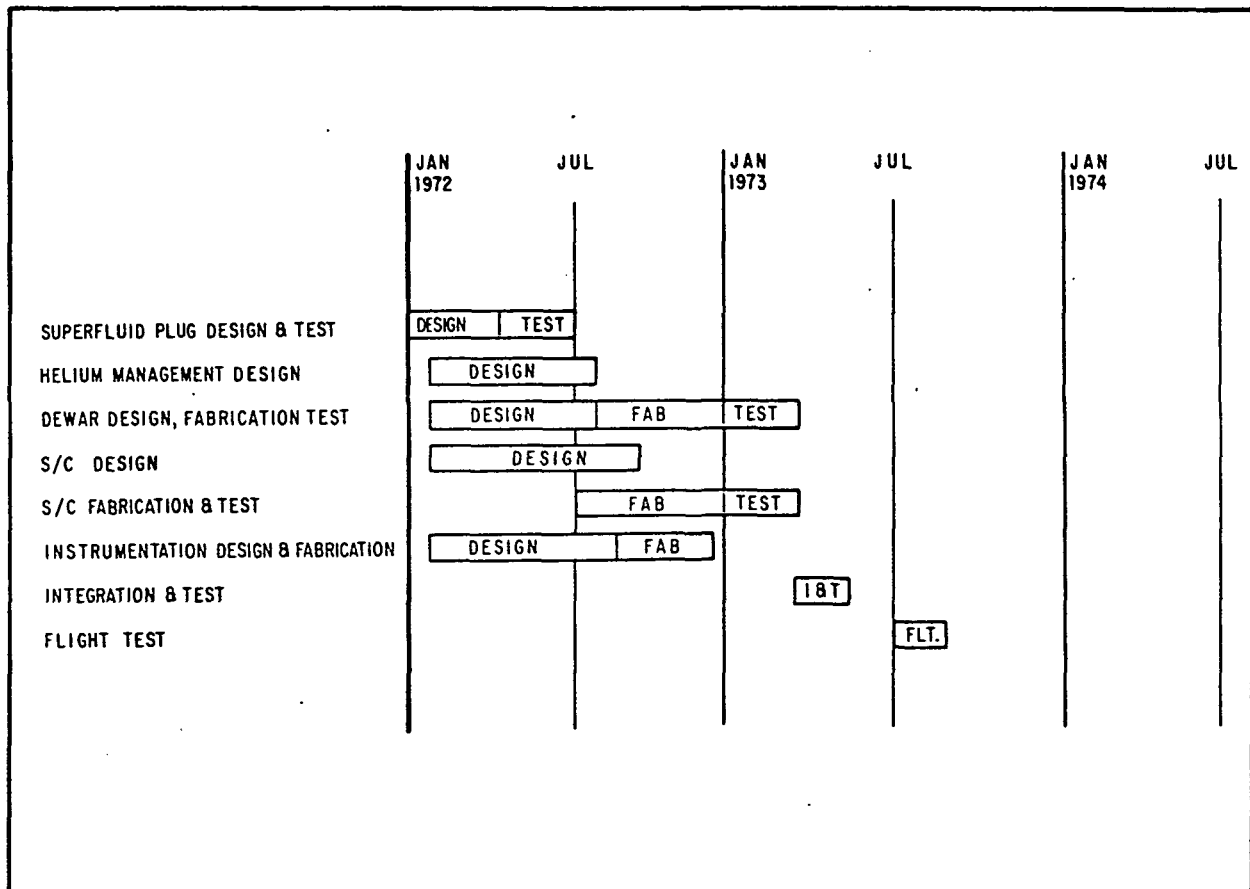 JAN JUL JAN JUL JAN JUL
1972 1973 1974
SUPERFLUID PLUG DESIGN & TEST DESIGN TEST
HELIUM MANAGEMENT DESIGN DESIGN
DEWAR DESIGN, FABRICATION TEST DESIGN FAB TEST
S/C DESIGN DESIGN
S/C FABRICATION & TEST FAB TEST
INSTRUMENTATION DESIGN & FABRICATION DESIGN FAB
INTEGRATION & TEST I&T
FLIGHT TEST FLT.